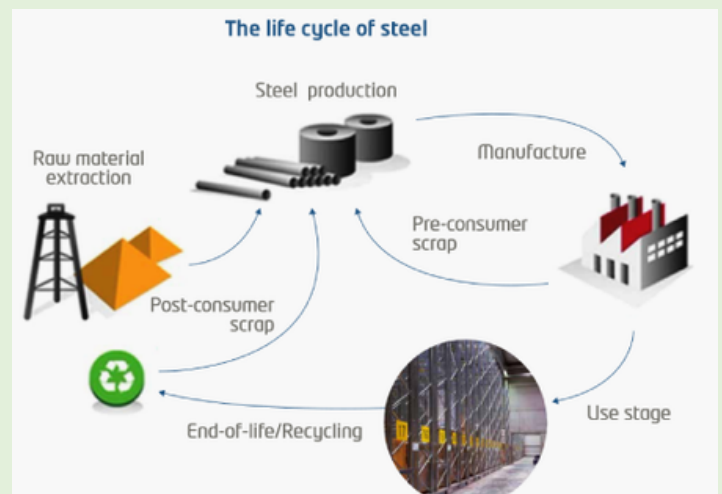 The life cycle of steel
Steel production
Raw material
extraction
Manufacture
Pre-consumer
scrap
Post-consumer
scrap
End-of-life/Recycling
Use stage